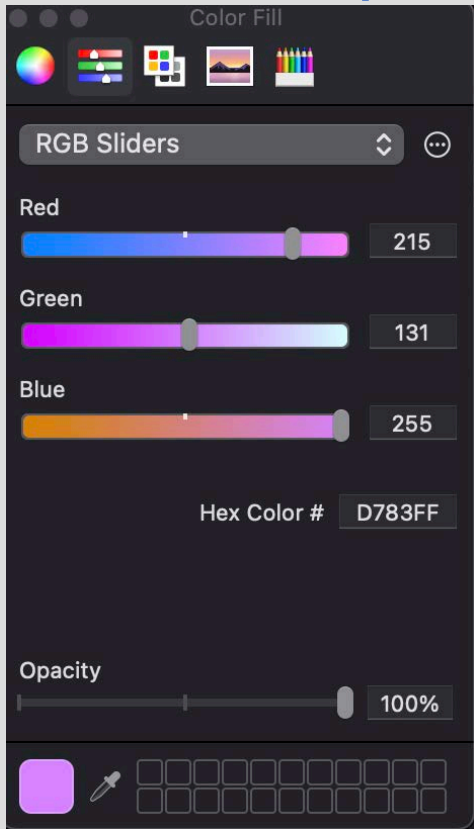 Color Fill
RGB Sliders
Red
215
Green
131
Blue
255
Hex Color # D783FF
Opacity
100%